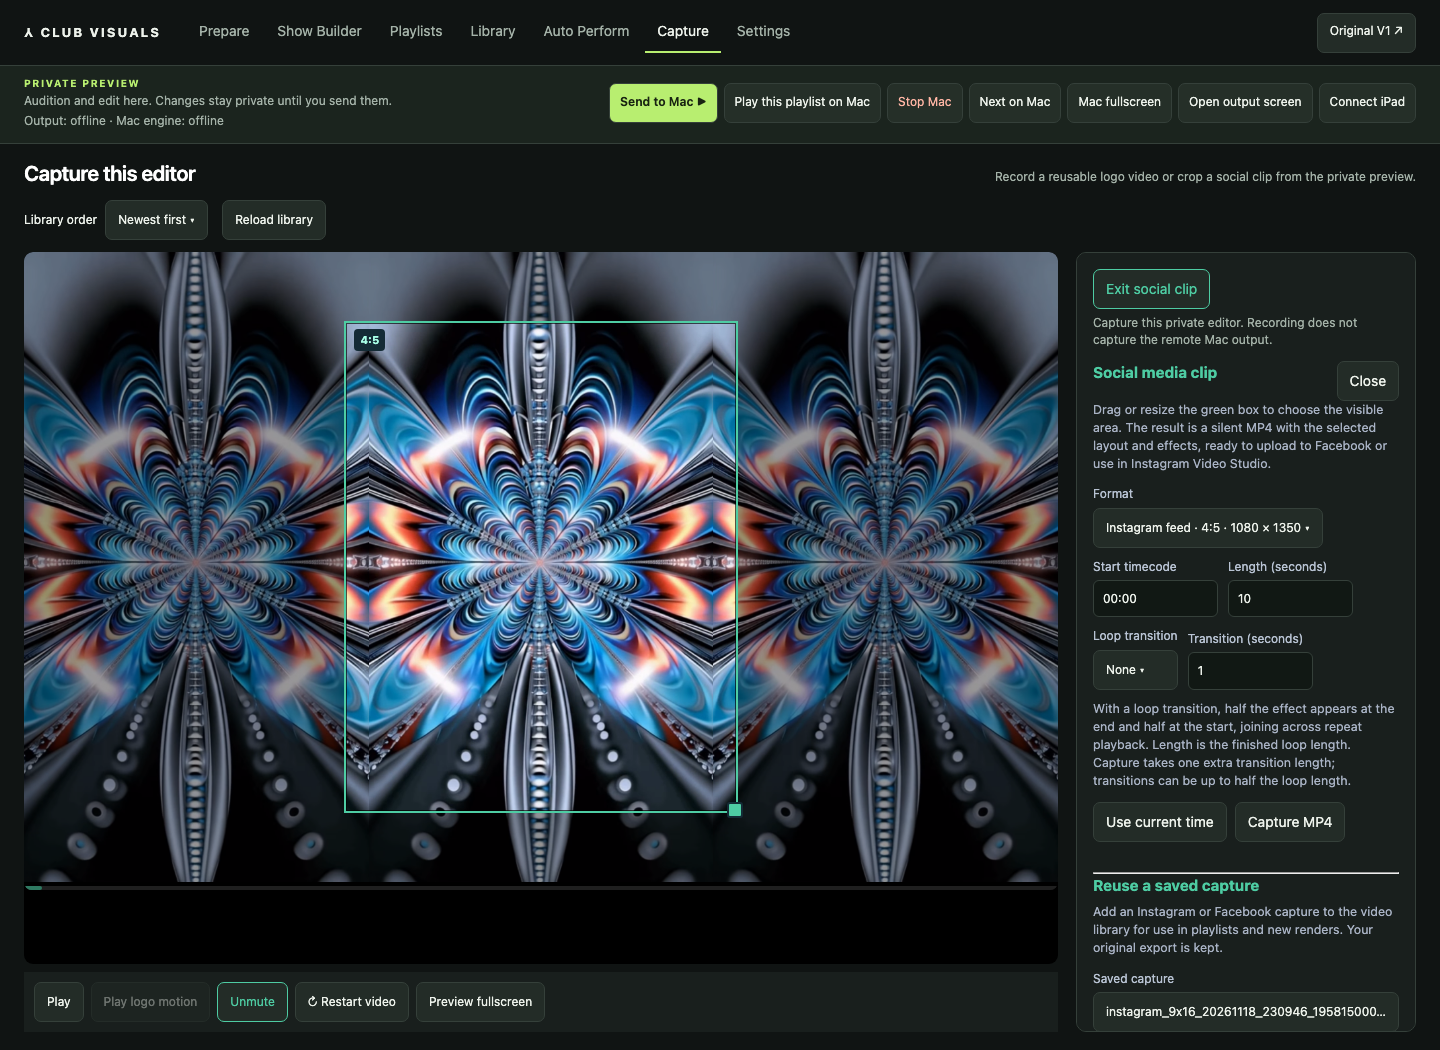 ⅄ CLUB VISUALS
Prepare
Show Builder
Playlists
Library
Auto Perform
Capture
Settings
Original V1 ↗
PRIVATE PREVIEW
Audition and edit here. Changes stay private until you send them.
Output: offline · Mac engine: offline
Send to Mac ▶
Play this playlist on Mac
Stop Mac
Next on Mac
Mac fullscreen
Open output screen
Connect iPad
Capture this editor
Record a reusable logo video or crop a social clip from the private preview.
Library order
Newest first ▾
Reload library
4:5
Exit social clip
Capture this private editor. Recording does not
capture the remote Mac output.
Social media clip
Close
Drag or resize the green box to choose the visible
area. The result is a silent MP4 with the selected
layout and effects, ready to upload to Facebook or
use in Instagram Video Studio.
Format
Instagram feed · 4:5 · 1080 × 1350 ▾
Start timecode
Length (seconds)
00:00
10
Loop transition
Transition (seconds)
None ▾
1
With a loop transition, half the effect appears at the
end and half at the start, joining across repeat
playback. Length is the finished loop length.
Capture takes one extra transition length;
transitions can be up to half the loop length.
Use current time
Capture MP4
Reuse a saved capture
Add an Instagram or Facebook capture to the video
library for use in playlists and new renders. Your
original export is kept.
Saved capture
instagram_9x16_20261118_230946_195815000...
Play
Play logo motion
Unmute
↻ Restart video
Preview fullscreen